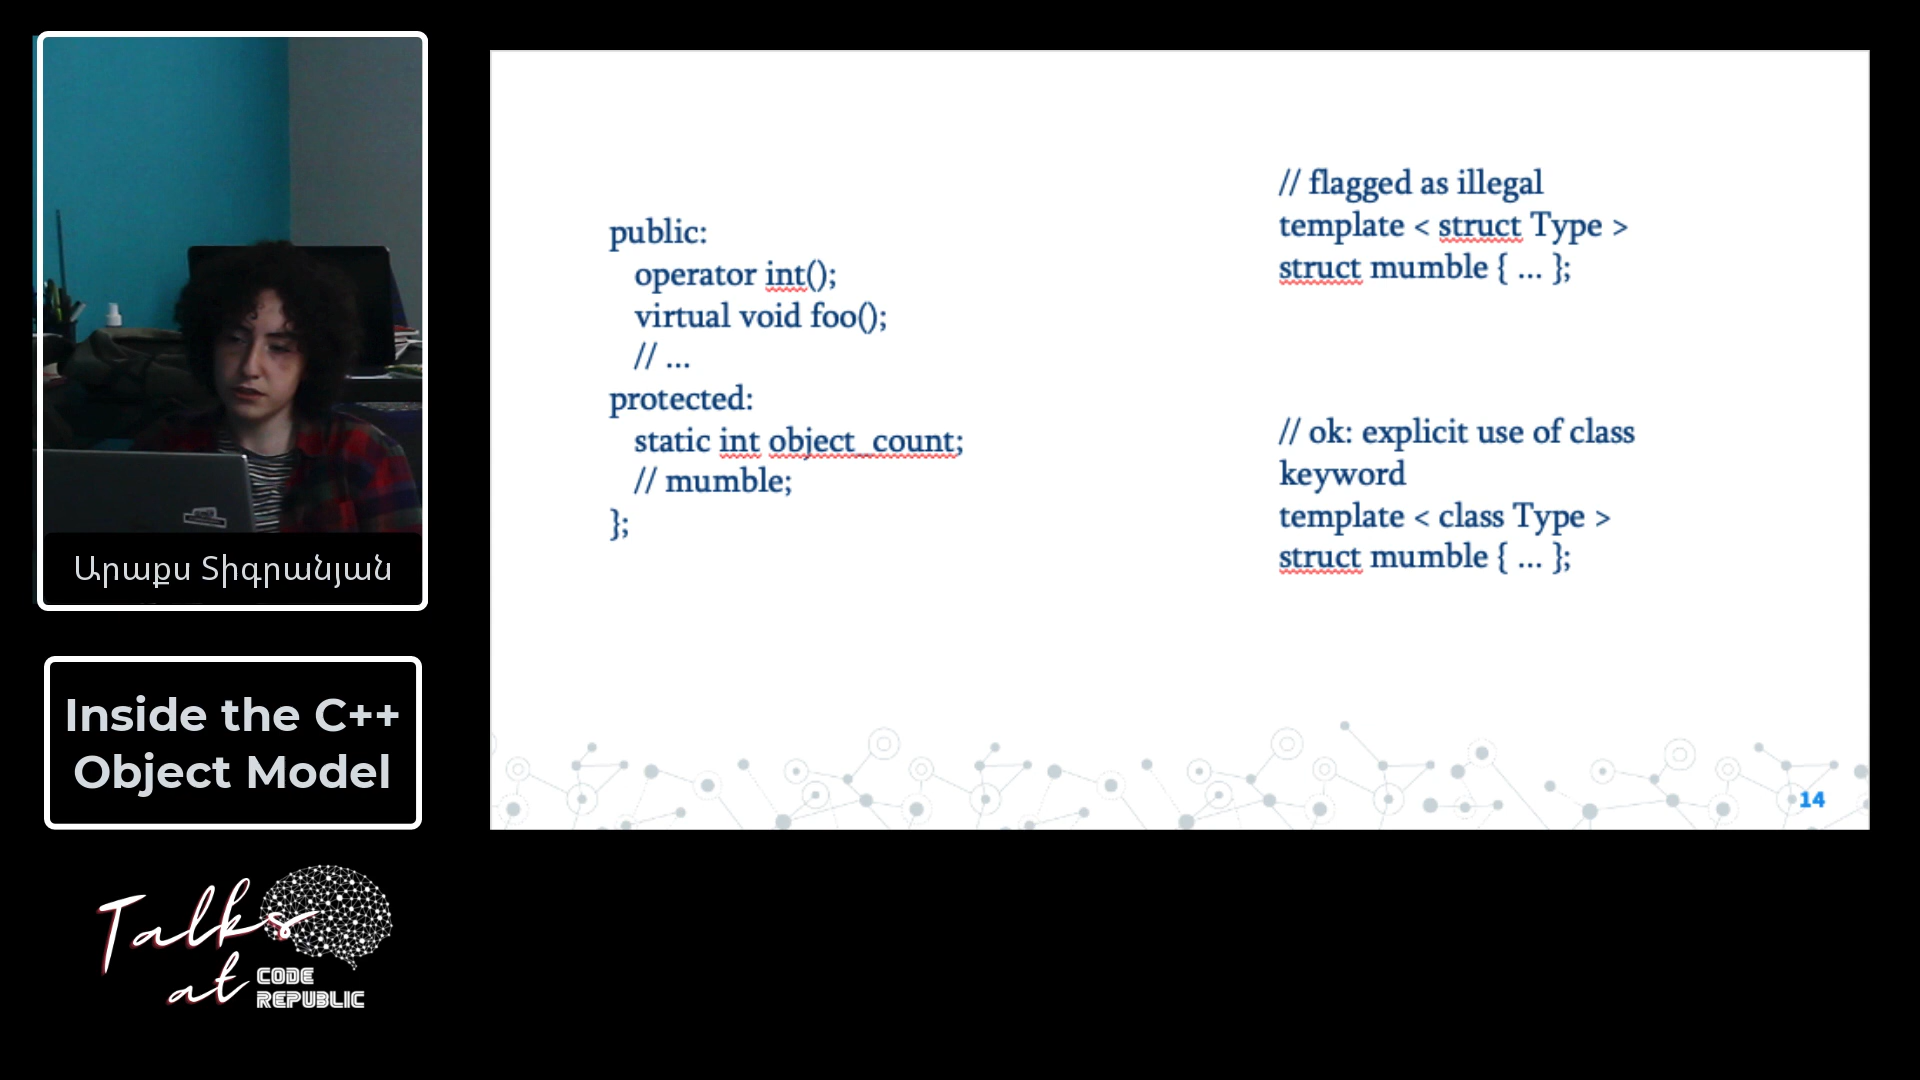 Արաքս Տիգրանյան
Inside the C++
Object Model
Talks
at
CODE
REPUBLIC
public:
operator int();
virtual void foo();
// ...
protected:
static int object_count;
// mumble;
};
// flagged as illegal
template < struct Type >
struct mumble { ... };
// ok: explicit use of class
keyword
template < class Type >
struct mumble { ... };
14